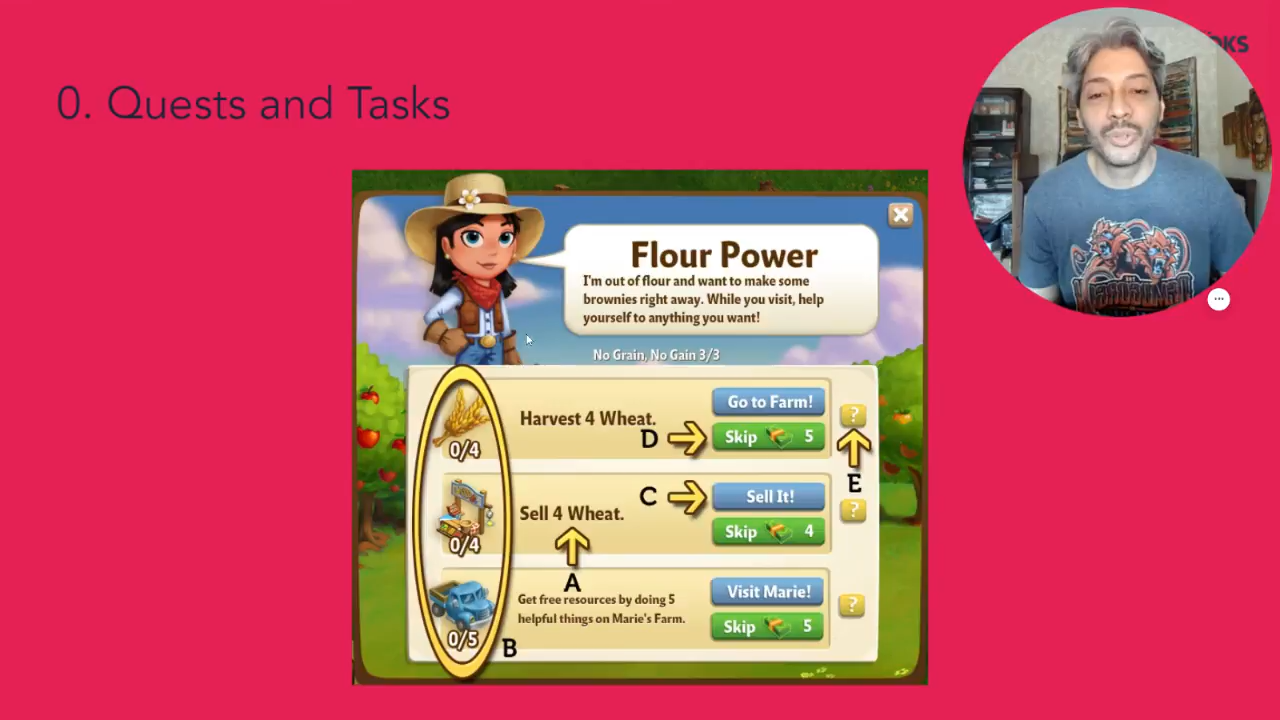 0. Quests and Tasks
OKS
Flour Power
I'm out of flour and want to make some
brownies right away. While you visit, help
yourself to anything you want!
No Grain, No Gain 3/3
Harvest 4 Wheat.
0/4
Go to Farm!
D
Skip 5
?
E
Sell 4 Wheat.
0/4
C
Sell It!
Skip 4
?
A
Get free resources by doing 5
helpful things on Marie's Farm.
0/5
B
Visit Marie!
Skip 5
?